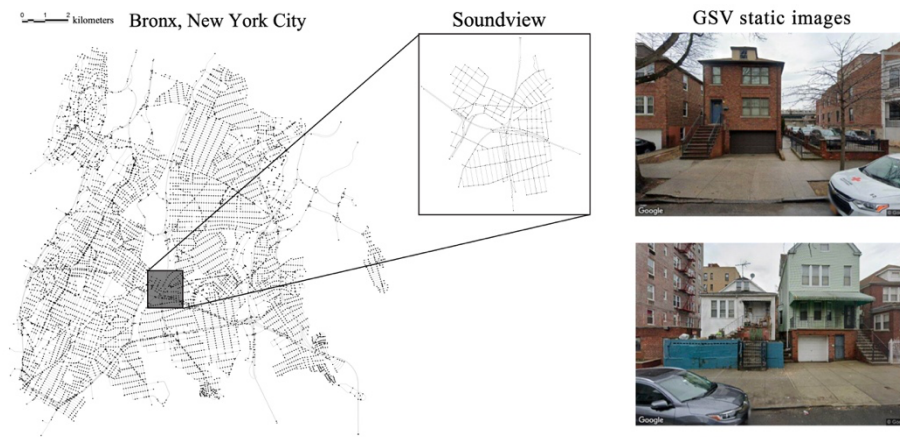 0 1 2 kilometers
Bronx, New York City
Soundview
GSV static images
Google
Google